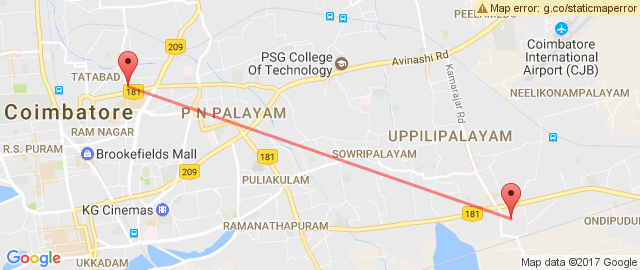 Map error: g.co/staticmaperror
PEELAMEDU
209
PSG College
Of Technology
Avinashi Rd
Coimbatore
International
Airport (CJB)
TATABAD
181
Kamarajar Rd
NEELIKONAMPALAYAM
Coimbatore
P N PALAYAM
RAM NAGAR
UPPILIPALAYAM
R.S. PURAM
Brookefields Mall
181
SOWRIPALAYAM
209
PULIAKULAM
KG Cinemas
181
ONDIPUDUR
RAMANATHAPURAM
UKKADAM
Google
Map data ©2017 Google